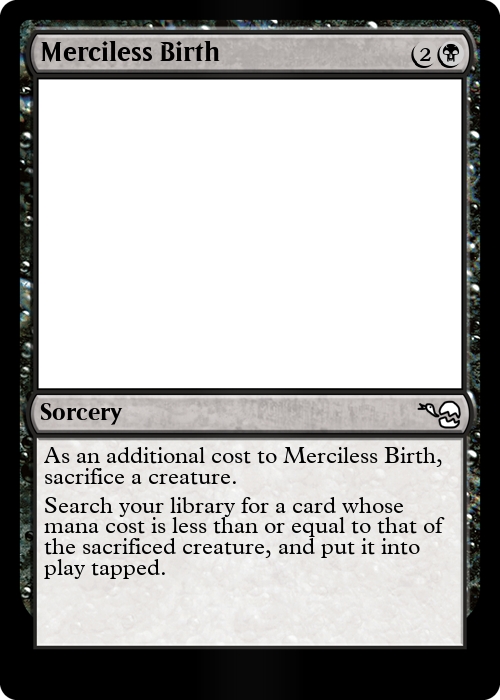 Merciless Birth 2
Sorcery
As an additional cost to Merciless Birth,
sacrifice a creature.
Search your library for a card whose
mana cost is less than or equal to that of
the sacrificed creature, and put it into
play tapped.